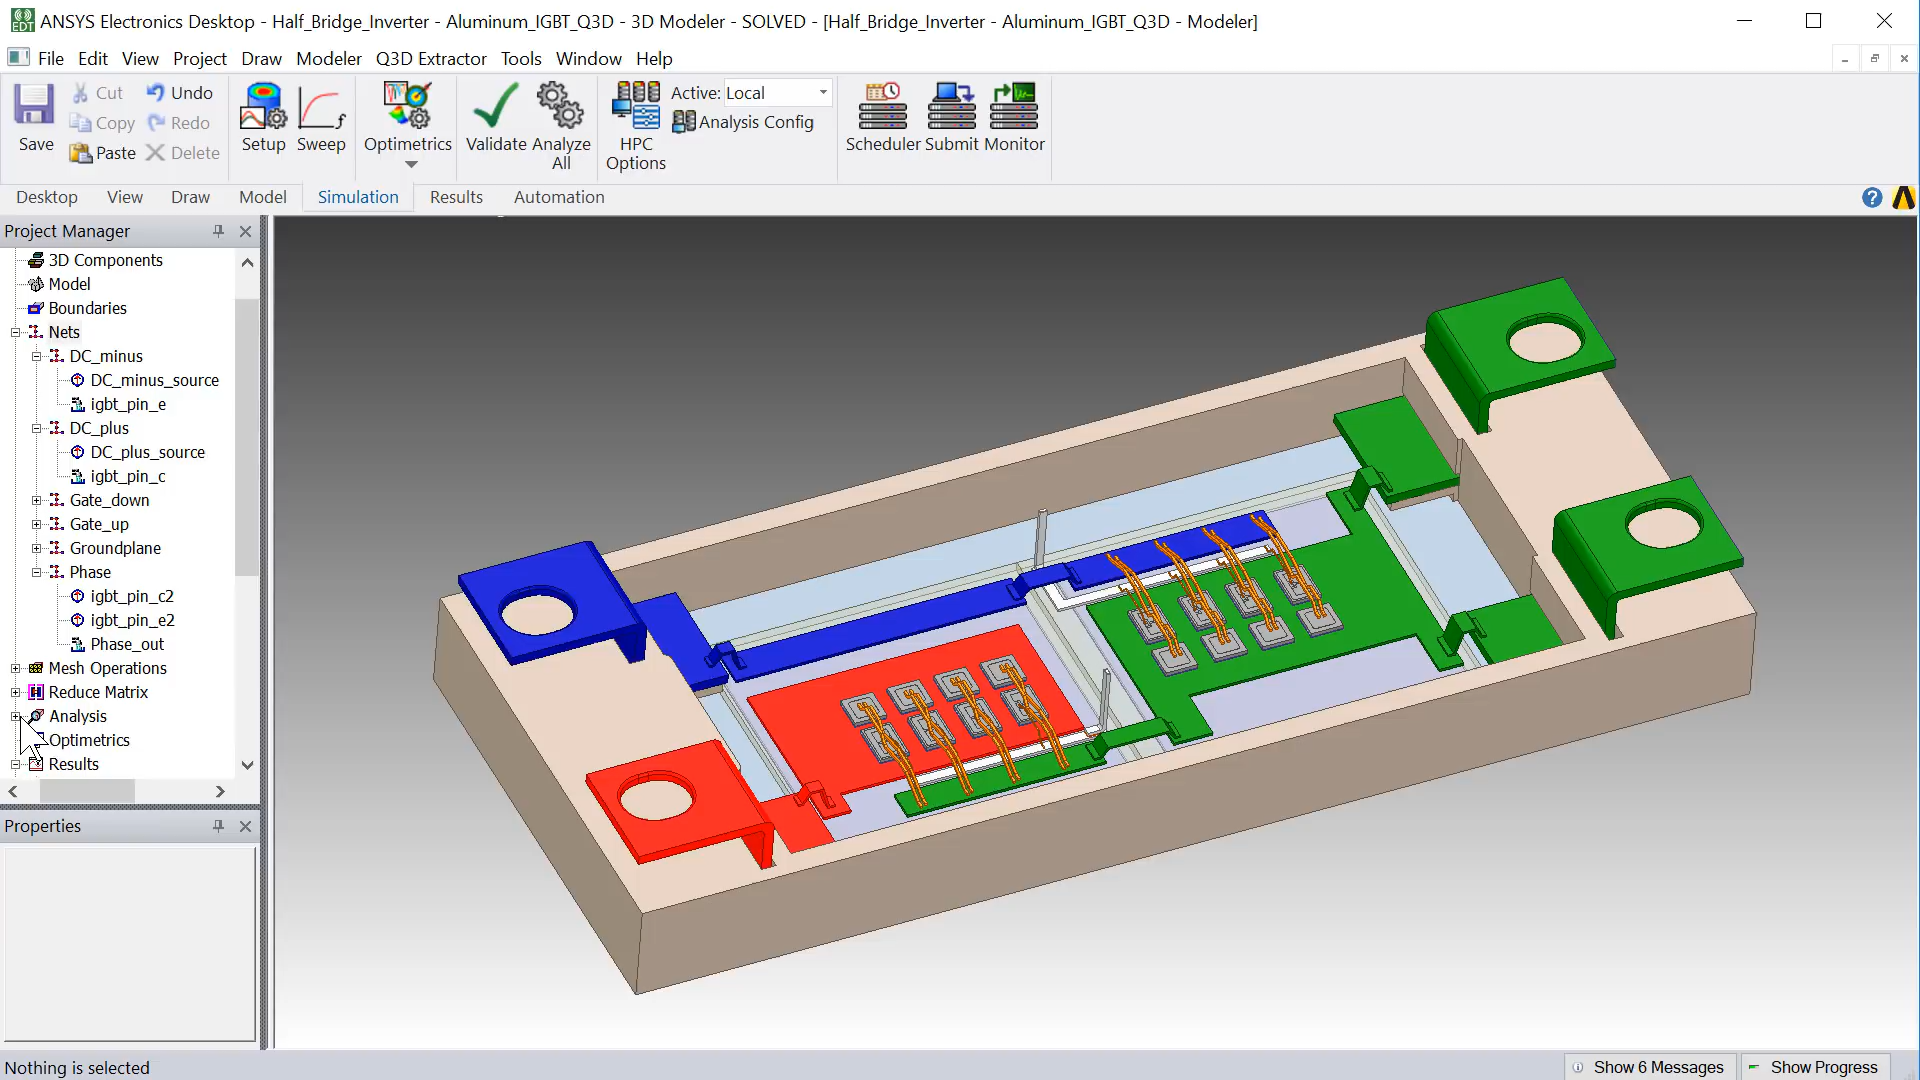 ANSYS Electronics Desktop - Half_Bridge_Inverter - Aluminum_IGBT_Q3D - 3D Modeler - SOLVED - [Half_Bridge_Inverter - Aluminum_IGBT_Q3D - Modeler]
File Edit View Project Draw Modeler Q3D Extractor Tools Window Help
Save
Cut
Copy
Paste
Undo
Redo
Delete
Setup
Sweep
Optimetrics
Validate
Analyze All
HPC Options
Active: Local
Analysis Config
Scheduler
Submit
Monitor
Desktop View Draw Model Simulation Results Automation
Project Manager
3D Components
Model
Boundaries
Nets
DC_minus
DC_minus_source
igbt_pin_e
DC_plus
DC_plus_source
igbt_pin_c
Gate_down
Gate_up
Groundplane
Phase
igbt_pin_c2
igbt_pin_e2
Phase_out
Mesh Operations
Reduce Matrix
Analysis
Optimetrics
Results
Properties
Nothing is selected
Show 6 Messages
Show Progress